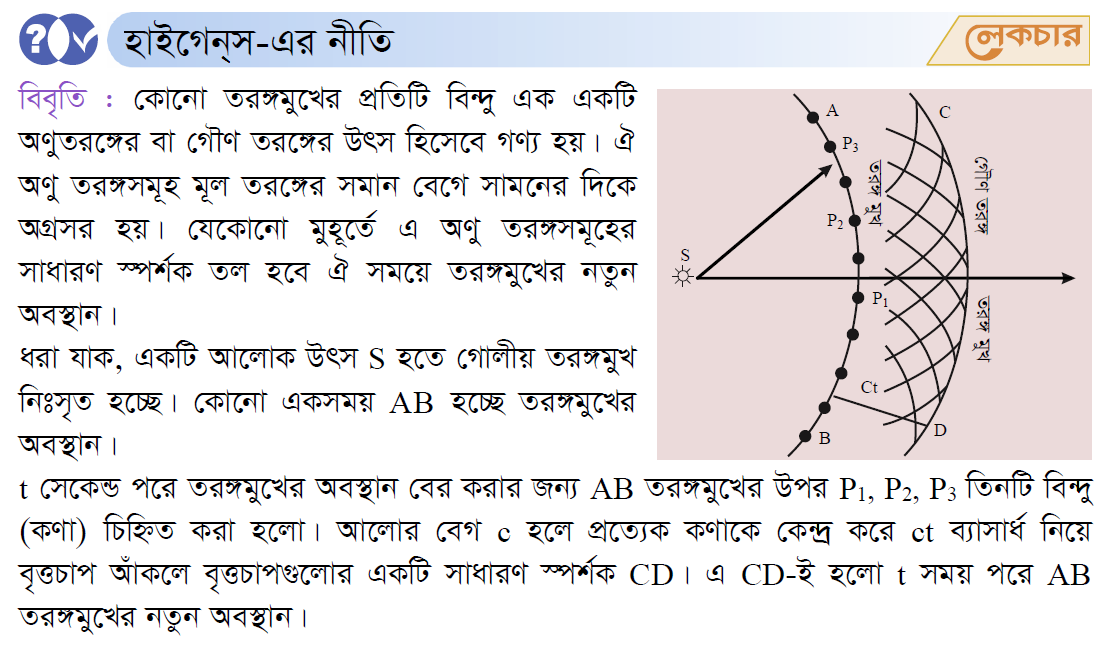 হাইগেন্স-এর নীতি
লেকচার
বিবৃতি : কোনো তরঙ্গমুখের প্রতিটি বিন্দু এক একটি
অণুতরঙ্গের বা গৌণ তরঙ্গের উৎস হিসেবে গণ্য হয়। ঐ
অণু তরঙ্গসমূহ মূল তরঙ্গের সমান বেগে সামনের দিকে
অগ্রসর হয়। যেকোনো মুহূর্তে এ অণু তরঙ্গসমূহের
সাধারণ স্পর্শক তল হবে ঐ সময়ে তরঙ্গমুখের নতুন
অবস্থান।
ধরা যাক, একটি আলোক উৎস S হতে গোলীয় তরঙ্গমুখ
নিঃসৃত হচ্ছে। কোনো একসময় AB হচ্ছে তরঙ্গমুখের
অবস্থান।
A
P₃
C
তরঙ্গ মুখ
গৌণ তরঙ্গ
P₂
S
P₁
তরঙ্গ মুখ
Ct
B
D
t সেকেন্ড পরে তরঙ্গমুখের অবস্থান বের করার জন্য AB তরঙ্গমুখের উপর P₁, P₂, P₃ তিনটি বিন্দু
(কণা) চিহ্নিত করা হলো। আলোর বেগ c হলে প্রত্যেক কণাকে কেন্দ্র করে ct ব্যাসার্ধ নিয়ে
বৃত্তচাপ আঁকলে বৃত্তচাপগুলোর একটি সাধারণ স্পর্শক CD। এ CD-ই হলো t সময় পরে AB
তরঙ্গমুখের নতুন অবস্থান।